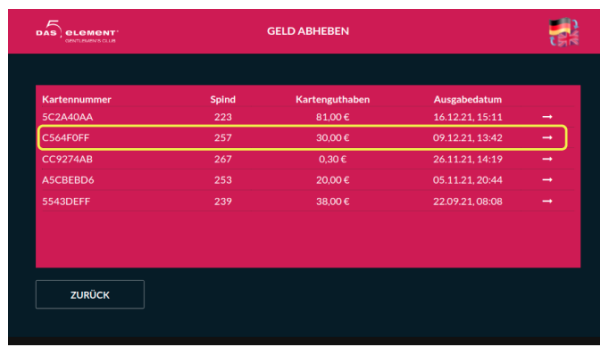 DAS 5 ELEMENT
GENTLEMEN'S CLUB
GELD ABHEBEN
Kartennummer Spind Kartenguthaben Ausgabedatum
5C2A40AA 223 81,00 € 16.12.21, 15:11 →
C564F0FF 257 30,00 € 09.12.21, 13:42 →
CC9274AB 267 0,30 € 26.11.21, 14:19 →
A5CBEBD6 253 20,00 € 05.11.21, 20:44 →
5543DEFF 239 38,00 € 22.09.21, 08:08 →
ZURÜCK